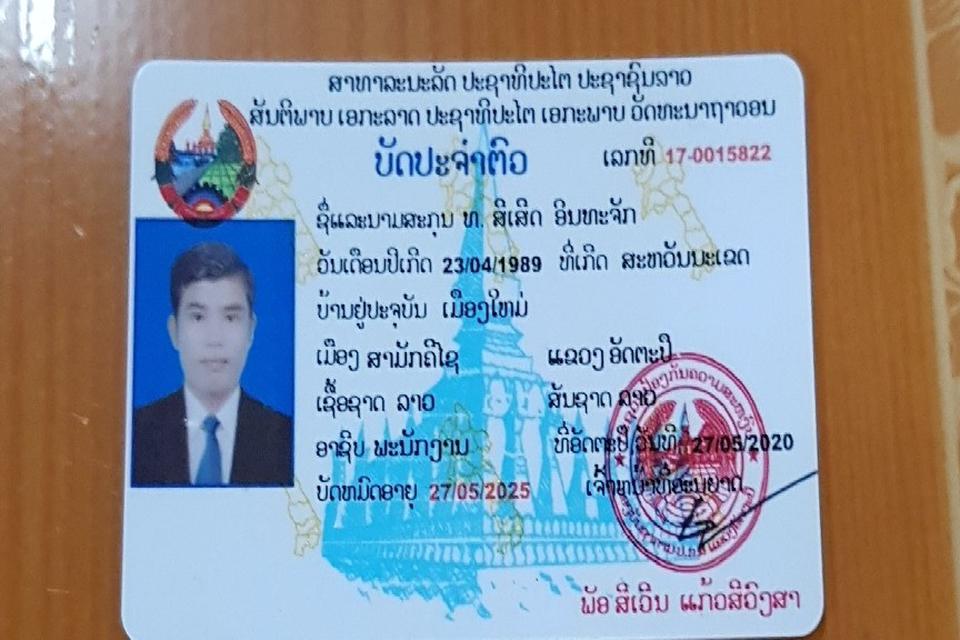 ສາທາລະນະລັດ ປະຊາທິປະໄຕ ປະຊາຊົນລາວ
ສັນຕິພາບ ເອກະລາດ ປະຊາທິປະໄຕ ເອກະພາບ ວັດທະນາຖາວອນ
ບັດປະຈຳຕົວ ເລກທີ 17-0015822
ຊື່ແລະນາມສະກຸນ ທ. ສີເສີດ ອິນທະຈັກ
ວັນເດືອນປີເກີດ 23/04/1989 ທີ່ເກີດ ສະຫວັນນະເຂດ
ບ້ານຢູ່ປະຈຸບັນ ເມືອງໃຫມ່
ເມືອງ ສາມັກຄີໄຊ ແຂວງ ອັດຕະປື
ເຊື້ອຊາດ ລາວ ສັນຊາດ ລາວ
ອາຊີບ ພະນັກງານ ທີ່ອັດຕະປື ວັນທີ 27/05/2020
ບັດຫມົດອາຍຸ 27/05/2025 ເຈົ້າຫນ້າທີ່ອະນຸຍາດ
ພັອ ສີເວີນ ແກ້ວສີວົງສາ